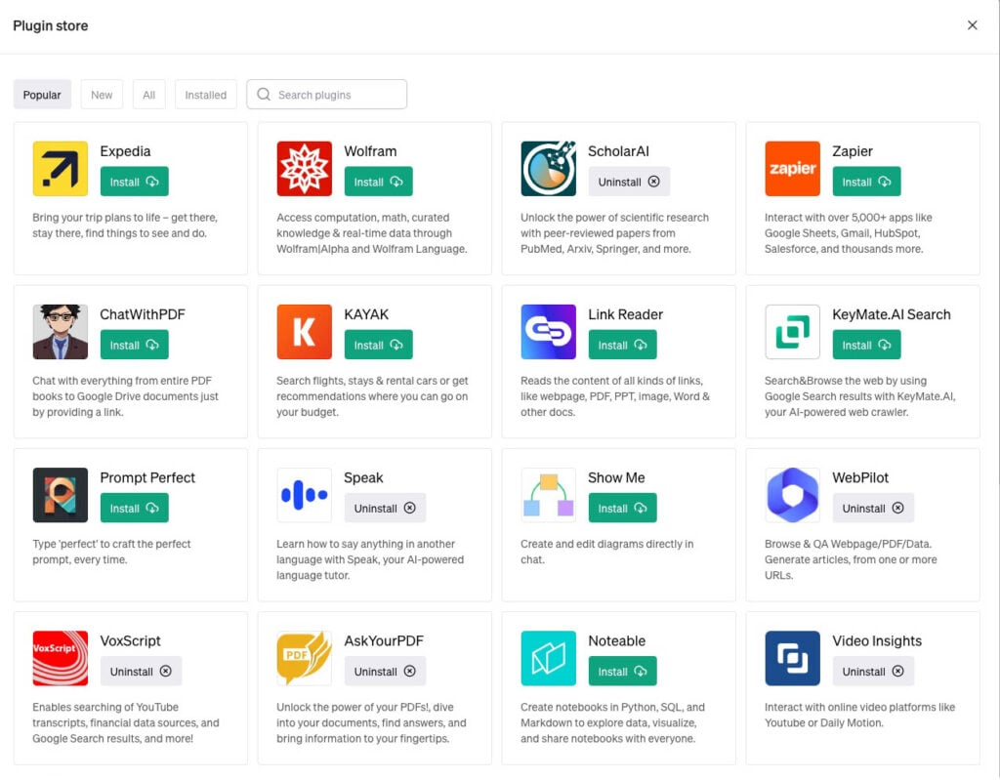 Plugin store
Popular
New
All
Installed
Search plugins
Expedia
Install
Bring your trip plans to life – get there,
stay there, find things to see and do.
Wolfram
Install
Access computation, math, curated
knowledge & real-time data through
Wolfram|Alpha and Wolfram Language.
ScholarAI
Uninstall
Unlock the power of scientific research
with peer-reviewed papers from
PubMed, Arxiv, Springer, and more.
zapier
Zapier
Install
Interact with over 5,000+ apps like
Google Sheets, Gmail, HubSpot,
Salesforce, and thousands more.
ChatWithPDF
Install
Chat with everything from entire PDF
books to Google Drive documents just
by providing a link.
K
KAYAK
Install
Search flights, stays & rental cars or get
recommendations where you can go on
your budget.
Link Reader
Install
Reads the content of all kinds of links,
like webpage, PDF, PPT, image, Word &
other docs.
KeyMate.AI Search
Install
Search&Browse the web by using
Google Search results with KeyMate.AI,
your AI-powered web crawler.
Prompt Perfect
Install
Type 'perfect' to craft the perfect
prompt, every time.
Speak
Uninstall
Learn how to say anything in another
language with Speak, your AI-powered
language tutor.
Show Me
Install
Create and edit diagrams directly in
chat.
WebPilot
Uninstall
Browse & QA Webpage/PDF/Data.
Generate articles, from one or more
URLs.
VoxScript
VoxScript
Uninstall
Enables searching of YouTube
transcripts, financial data sources, and
Google Search results, and more!
PDF
AskYourPDF
Uninstall
Unlock the power of your PDFs!, dive
into your documents, find answers, and
bring information to your fingertips.
Noteable
Install
Create notebooks in Python, SQL, and
Markdown to explore data, visualize,
and share notebooks with everyone.
Video Insights
Uninstall
Interact with online video platforms like
Youtube or Daily Motion.